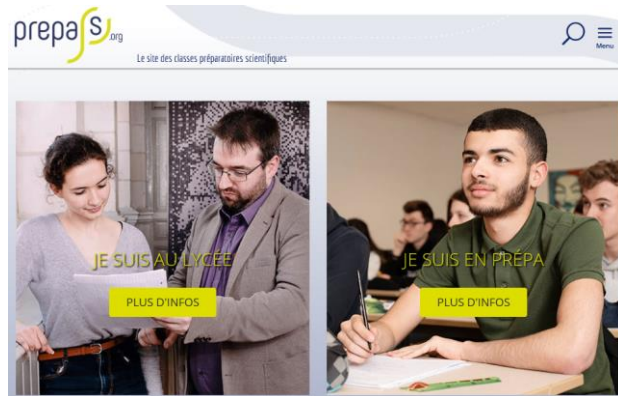 prepas.org
Menu
Le site des classes préparatoires scientifiques
JE SUIS AU LYCÉE
PLUS D'INFOS
JE SUIS EN PRÉPA
PLUS D'INFOS